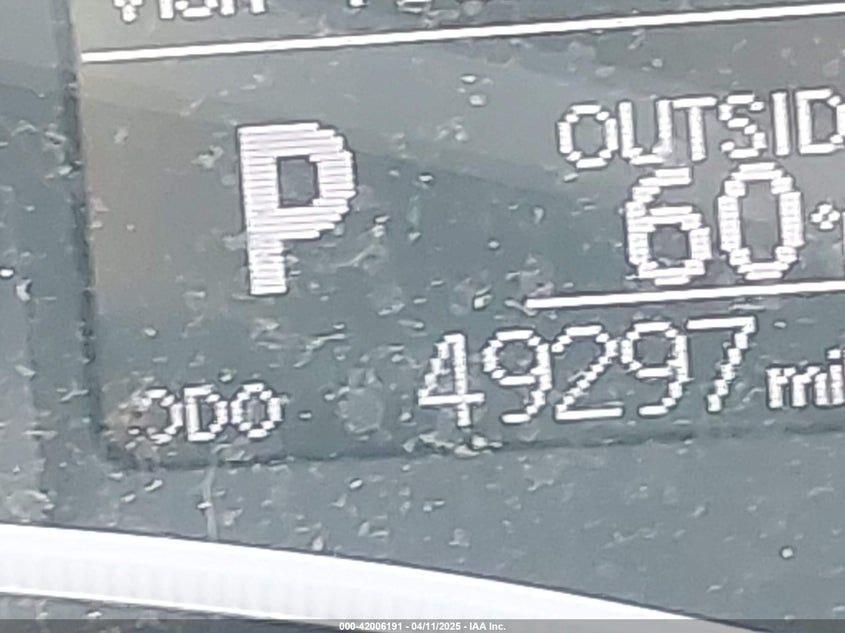 P
OUTSID
60°
ODO 49297 mi
000-42006191 - 04/11/2025 - IAA Inc.